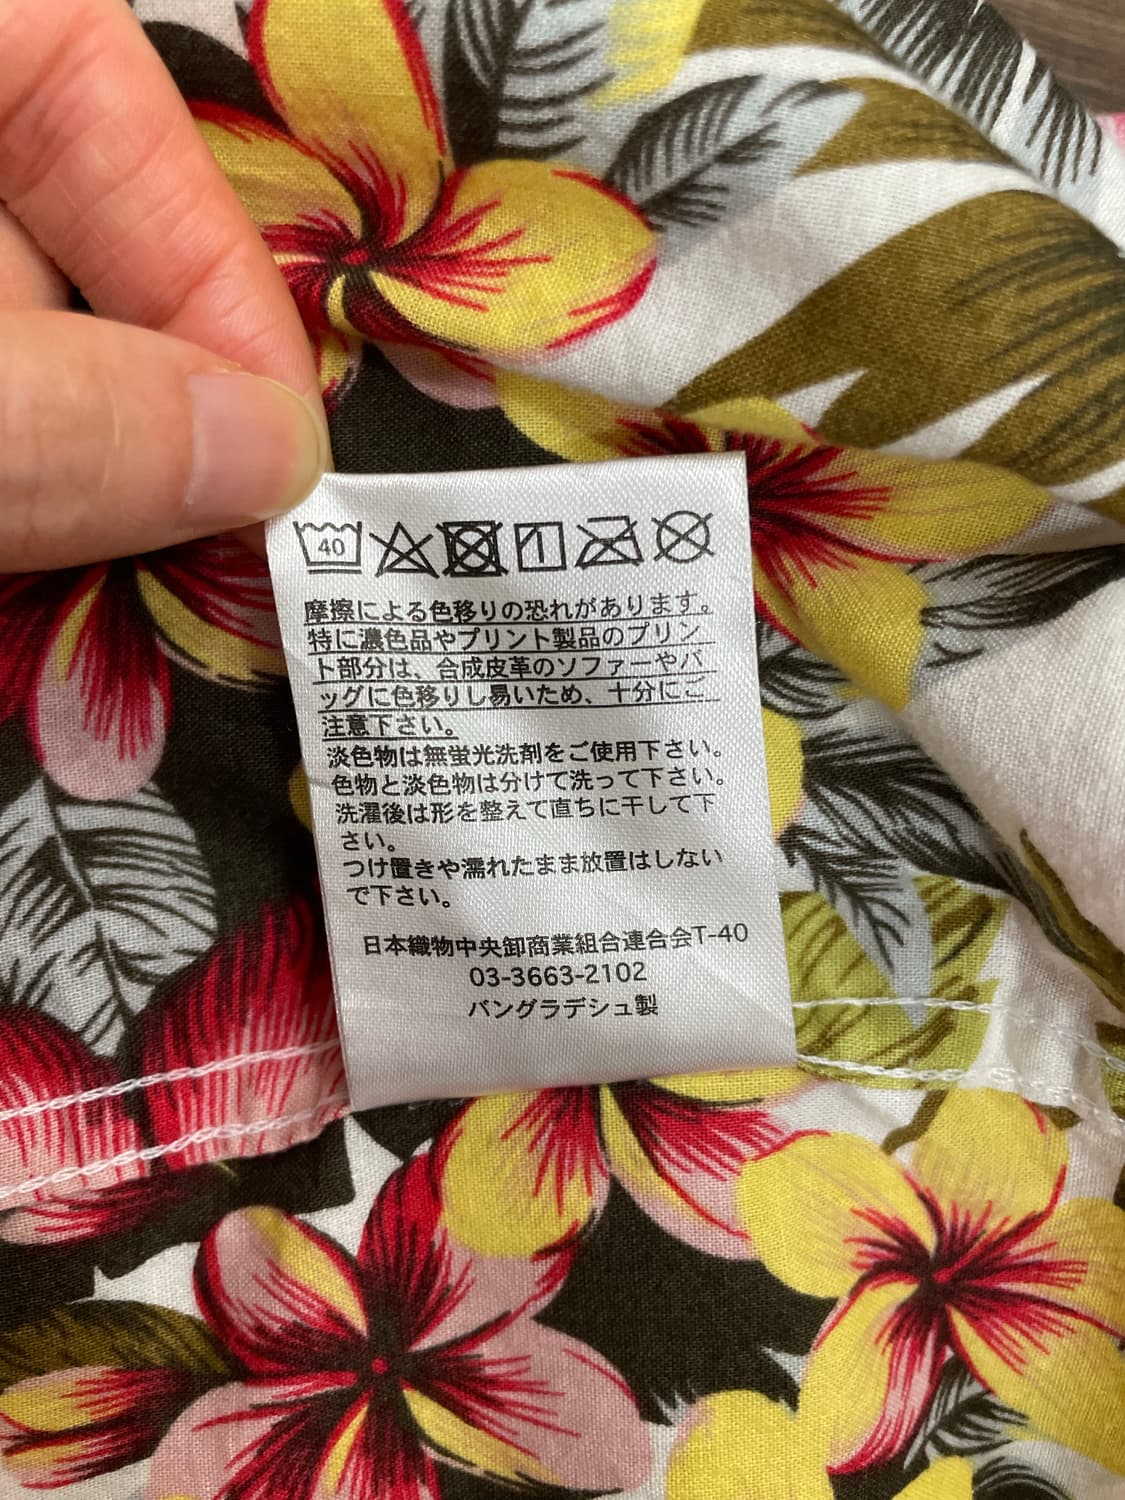 40
摩擦による色移りの恐れがあります。
特に濃色品やプリント製品のプリン
ト部分は、合成皮革のソファーやバ
ッグに色移りし易いため、十分にご
注意下さい。
淡色物は無蛍光洗剤をご使用下さい。
色物と淡色物は分けて洗って下さい。
洗濯後は形を整えて直ちに干して下
さい。
つけ置きや濡れたまま放置はしない
で下さい。
日本織物中央卸商業組合連合会T-40
03-3663-2102
バングラデシュ製